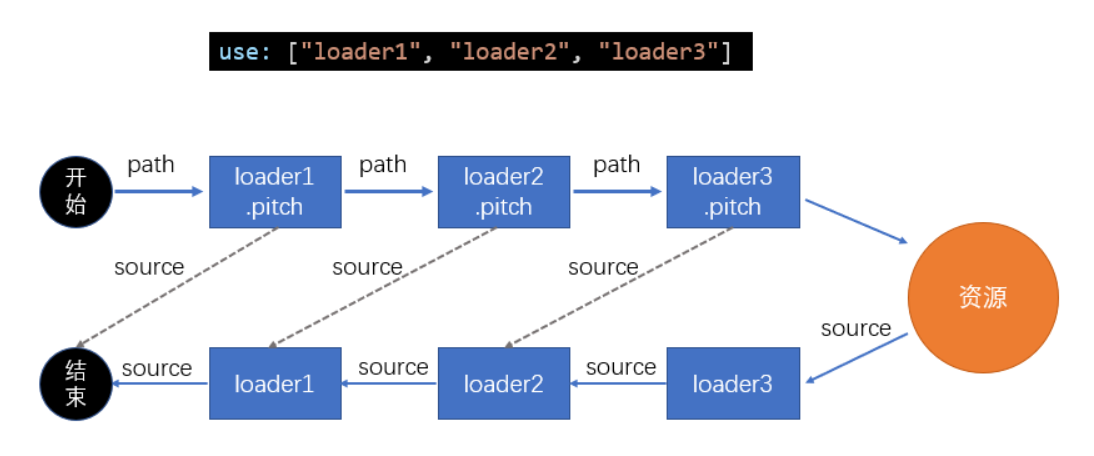 use: ["loader1", "loader2", "loader3"]
开
始
path
loader1
.pitch
path
loader2
.pitch
path
loader3
.pitch
source
source
source
资源
source
结
束
source
loader1
source
loader2
source
loader3